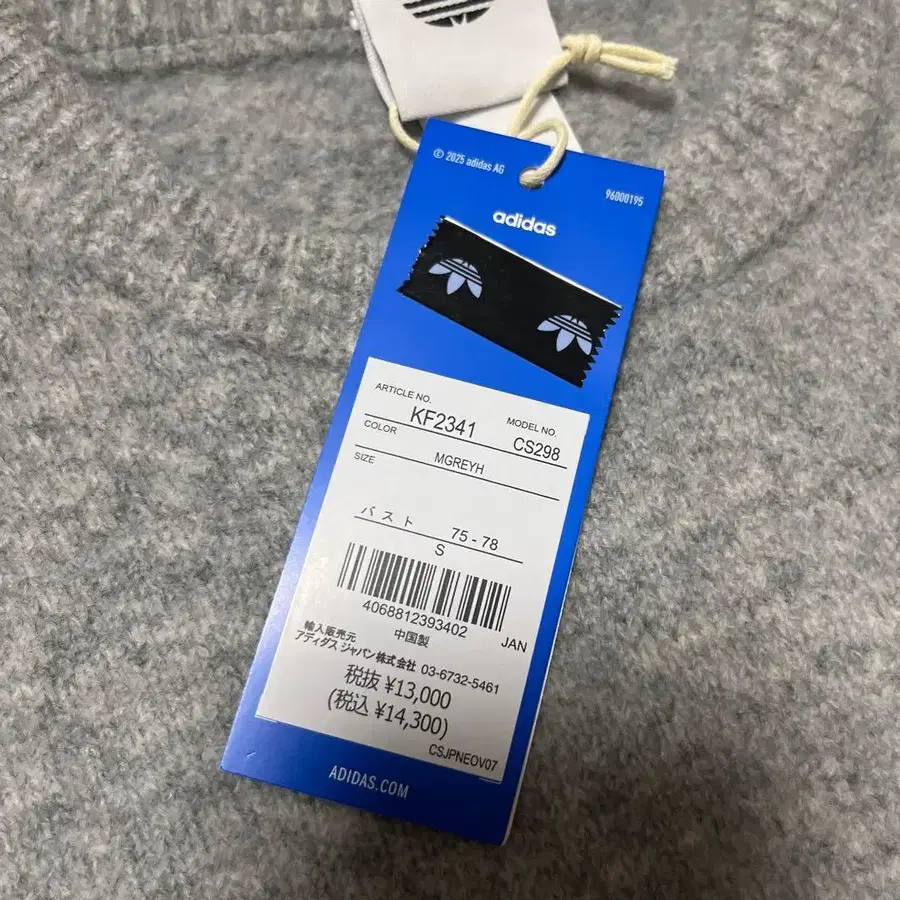 © 2025 adidas AG
96000195
adidas
ARTICLE NO.
KF2341
MODEL NO.
CS298
COLOR
MGREYH
SIZE
バスト 75 - 78
S
4068812393402
中国製
JAN
輸入販売元
アディダス ジャパン株式会社 03-6732-5461
税抜 ¥13,000
(税込 ¥14,300)
CSJPNEOV07
ADIDAS.COM